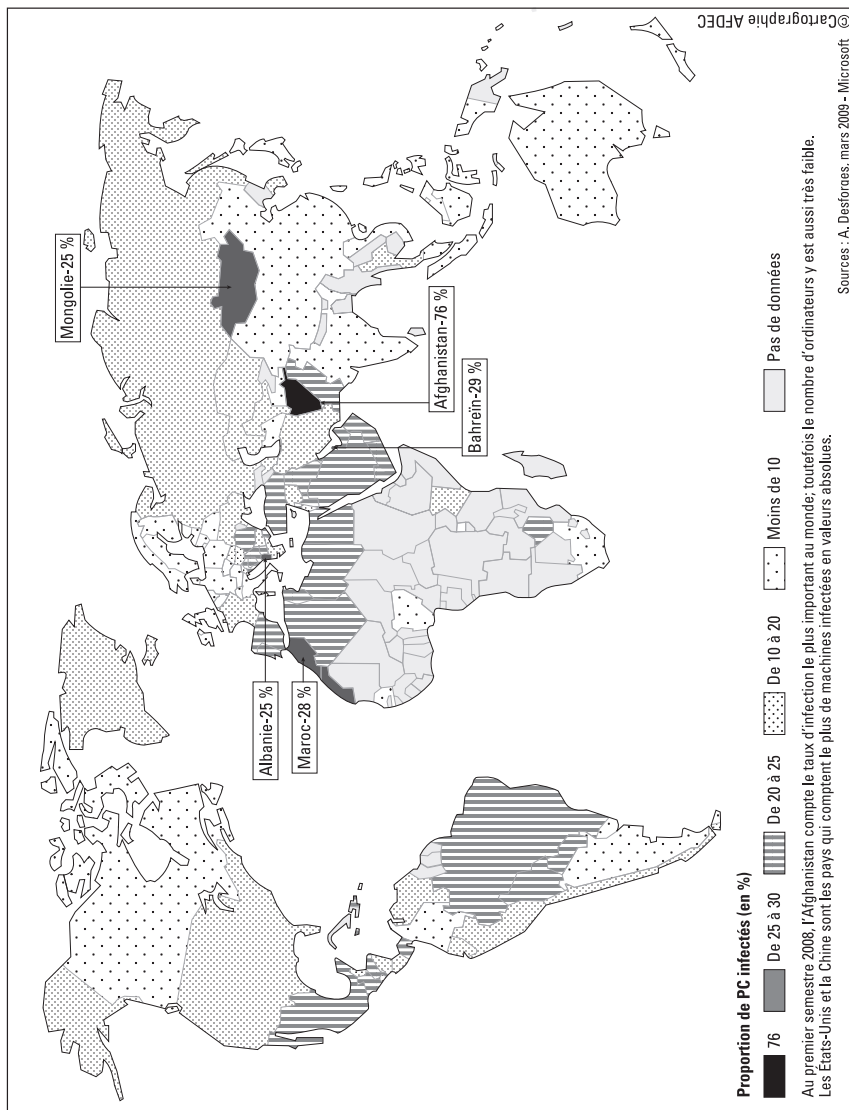 Mongolie-25 %
Afghanistan-76 %
Bahreïn-29 %
Albanie-25 %
Maroc-28 %
Proportion de PC infectés (en %)
76
De 25 à 30
De 20 à 25
De 10 à 20
Moins de 10
Pas de données
Au premier semestre 2008, l'Afghanistan compte le taux d'infection le plus important au monde; toutefois le nombre d'ordinateurs y est aussi très faible.
Les États-Unis et la Chine sont les pays qui comptent le plus de machines infectées en valeurs absolues.
Sources : A. Desforges, mars 2009 - Microsoft
©Cartographie AFDEC